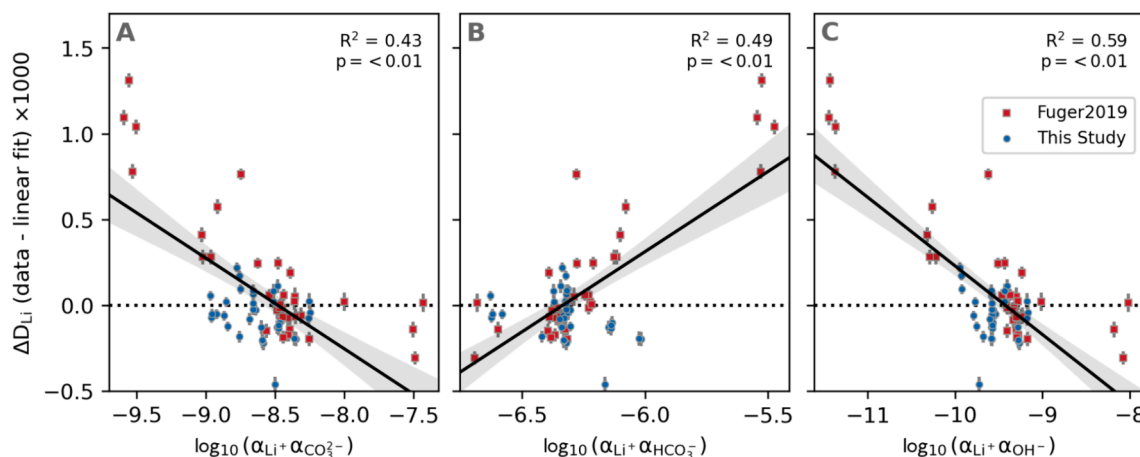 A
R² = 0.43
p = <0.01
B
R² = 0.49
p = <0.01
C
R² = 0.59
p = <0.01
Fuger2019
This Study
ΔD_Li (data - linear fit) ×1000
1.5
1.0
0.5
0.0
−0.5
−9.5 −9.0 −8.5 −8.0 −7.5
−6.5 −6.0 −5.5
−11 −10 −9 −8
log₁₀ (α_Li⁺ α_CO₃²⁻)
log₁₀ (α_Li⁺ α_HCO₃⁻)
log₁₀ (α_Li⁺ α_OH⁻)